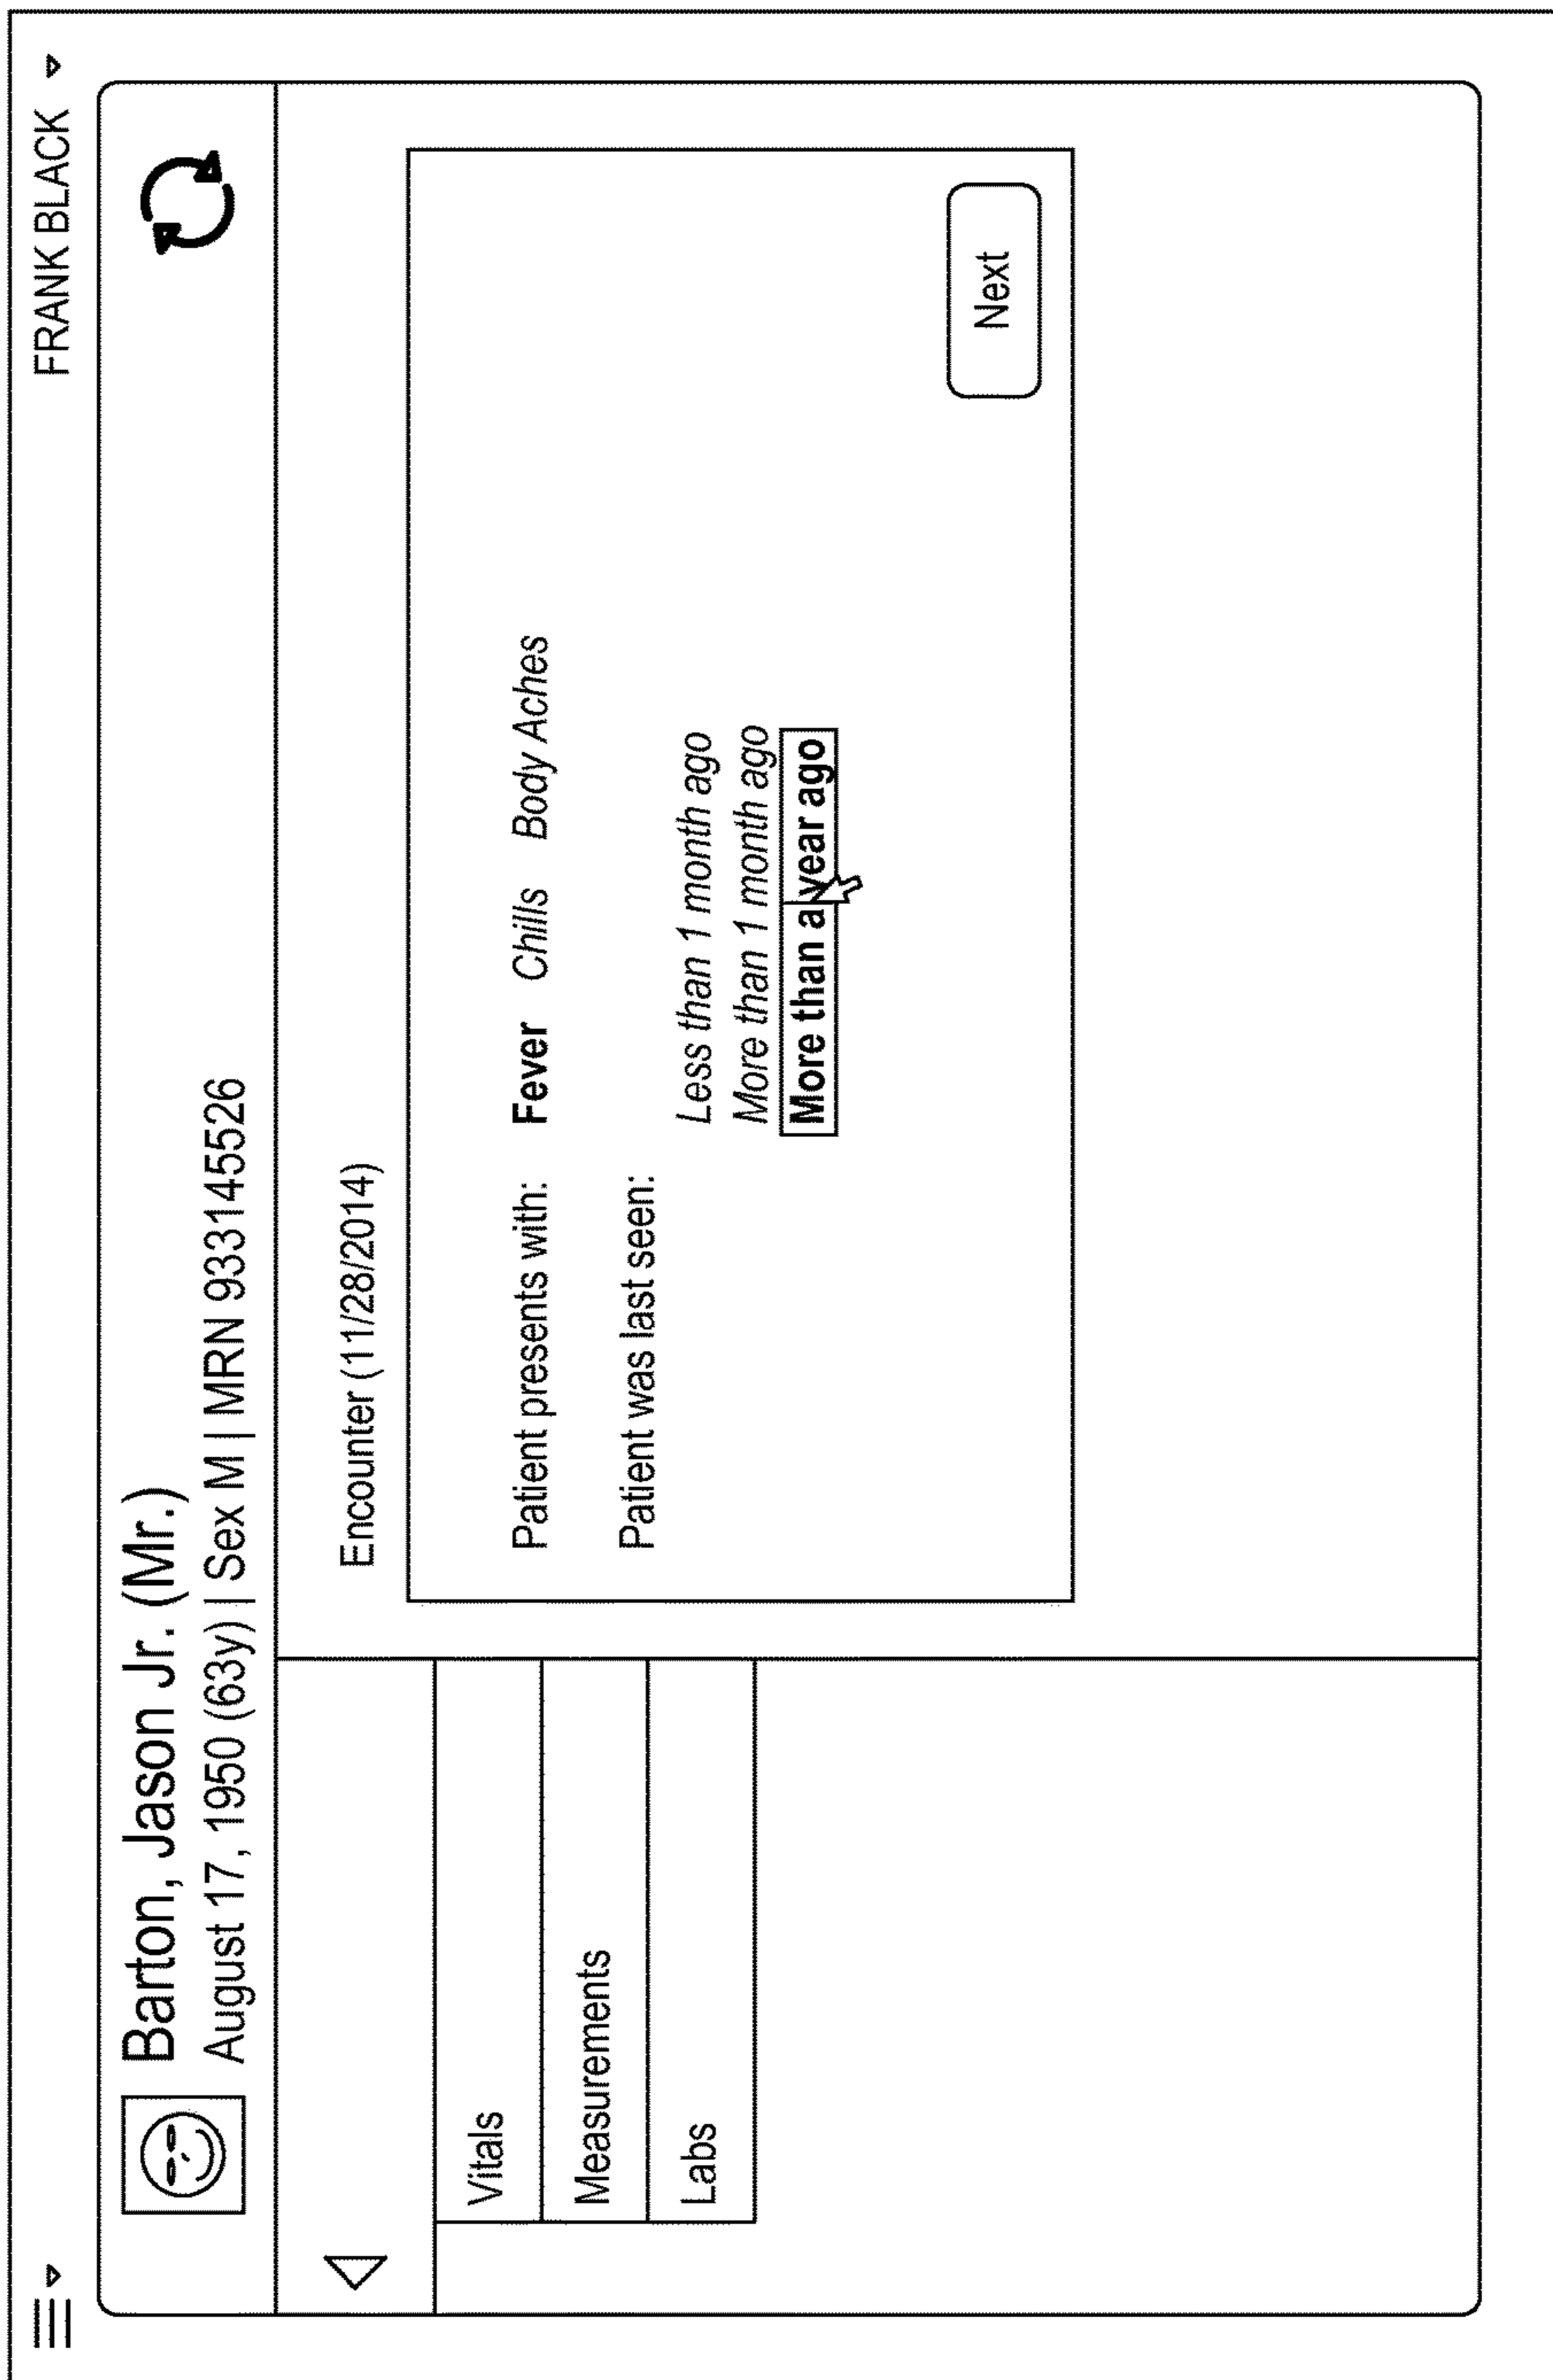 FRANK BLACK
Barton, Jason Jr. (Mr.)
August 17, 1950 (63y) | Sex M | MRN 933145526
Vitals
Measurements
Labs
Encounter (11/28/2014)
Patient presents with: Fever Chills Body Aches
Patient was last seen:
Less than 1 month ago
More than 1 month ago
More than a year ago
Next